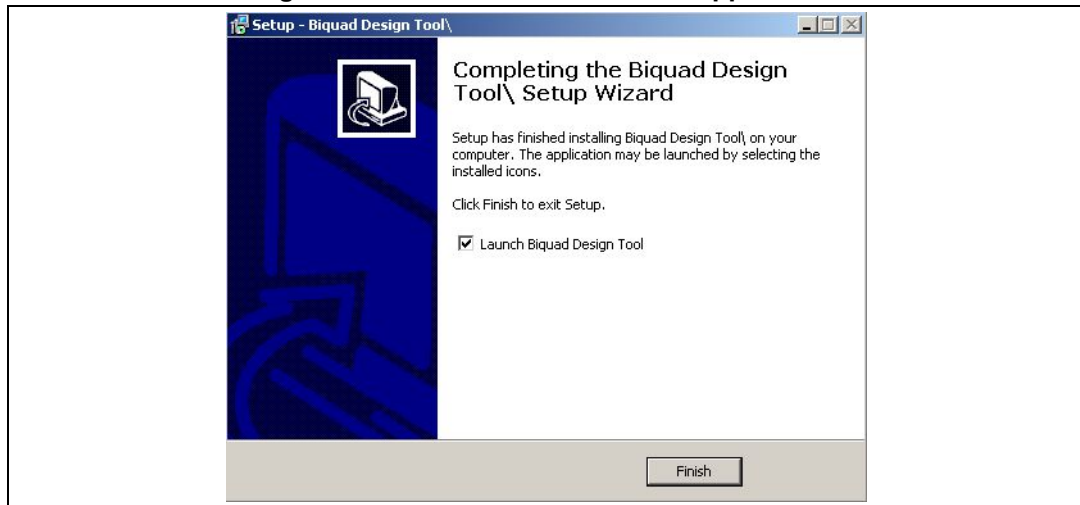 Setup - Biquad Design Tool\
Completing the Biquad Design
Tool\ Setup Wizard
Setup has finished installing Biquad Design Tool\ on your
computer. The application may be launched by selecting the
installed icons.
Click Finish to exit Setup.
Launch Biquad Design Tool
Finish